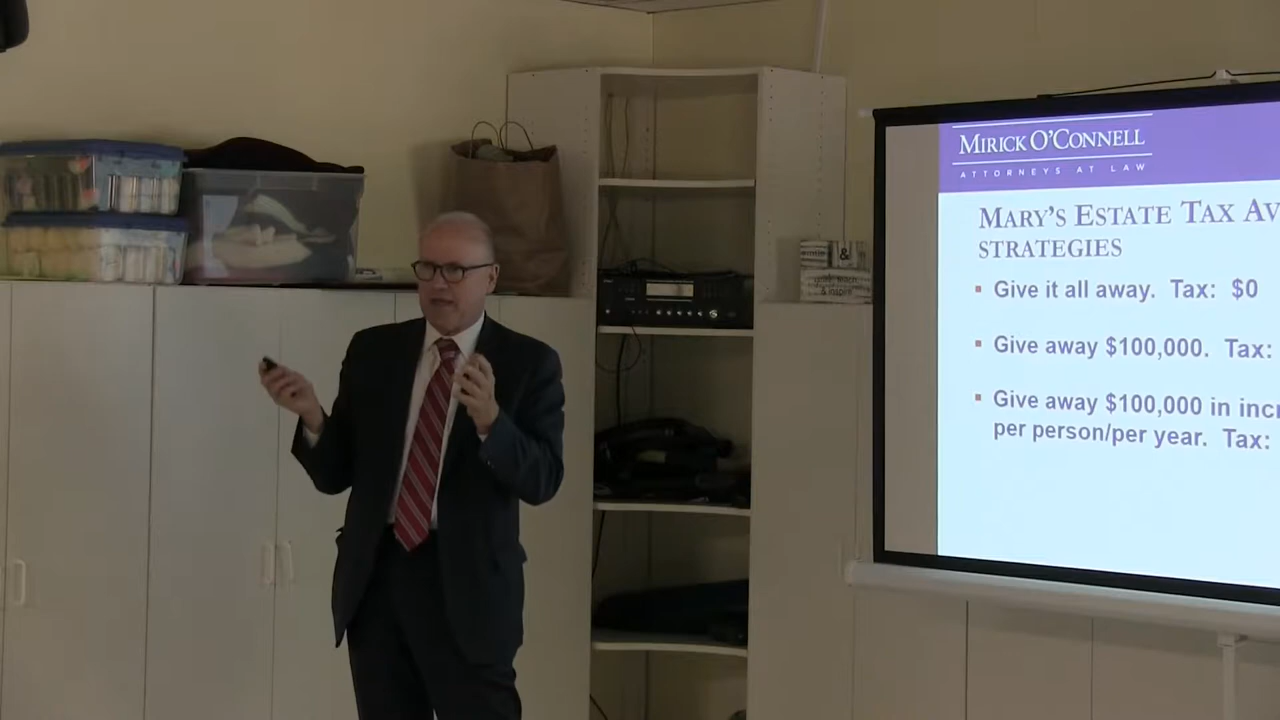 MIRICK O'CONNELL
ATTORNEYS AT LAW
MARY'S ESTATE TAX AV
STRATEGIES
Give it all away. Tax: $0
Give away $100,000. Tax:
Give away $100,000 in incr
per person/per year. Tax:
&
& inspire